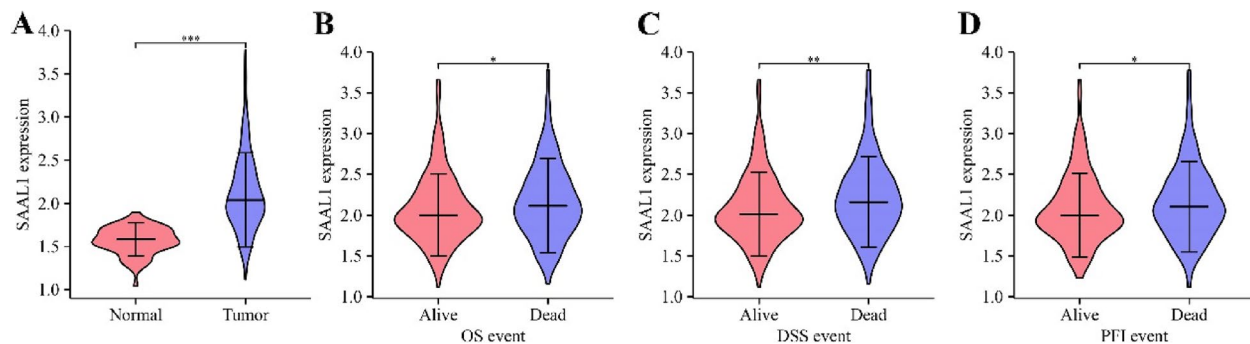 A
SAAL1 expression
4.0
3.5
3.0
2.5
2.0
1.5
1.0
***
Normal Tumor
B
SAAL1 expression
4.0
3.5
3.0
2.5
2.0
1.5
1.0
*
Alive Dead
OS event
C
SAAL1 expression
4.0
3.5
3.0
2.5
2.0
1.5
1.0
**
Alive Dead
DSS event
D
SAAL1 expression
4.0
3.5
3.0
2.5
2.0
1.5
1.0
*
Alive Dead
PFI event